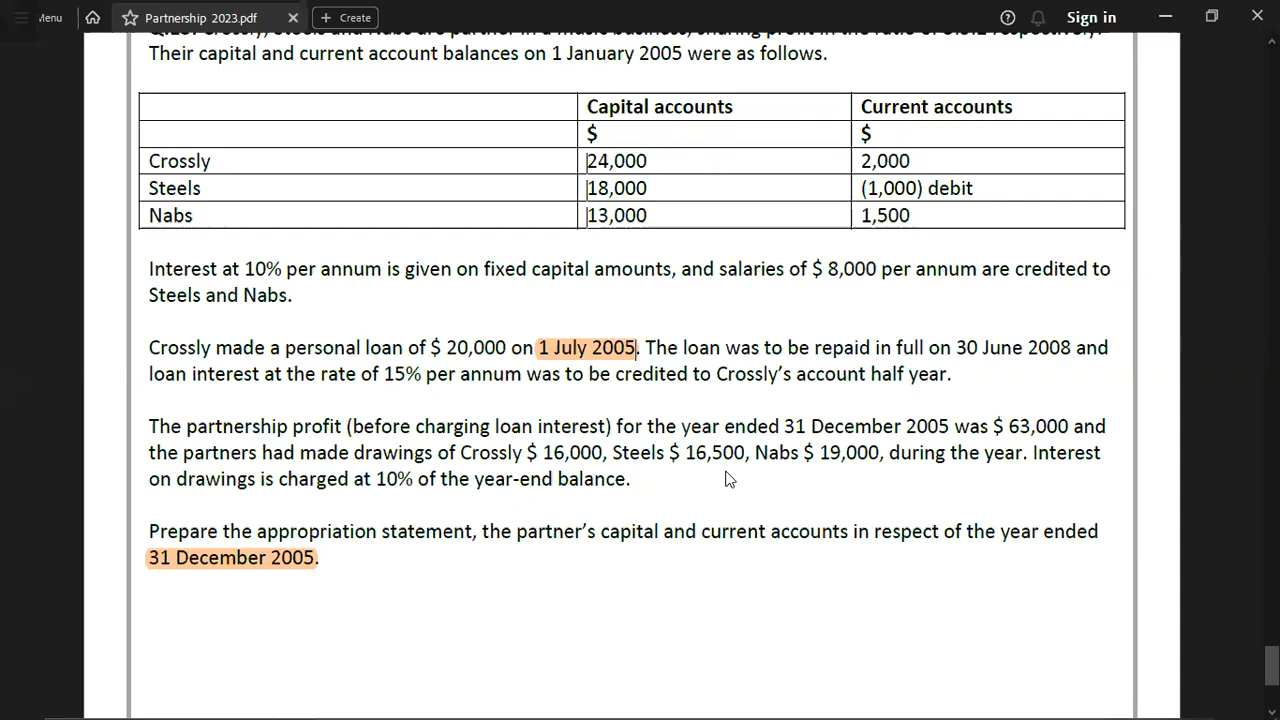 Menu
Partnership 2023.pdf
Create
Sign in
Their capital and current account balances on 1 January 2005 were as follows.
Capital accounts Current accounts
$ $
Crossly 24,000 2,000
Steels 18,000 (1,000) debit
Nabs 13,000 1,500
Interest at 10% per annum is given on fixed capital amounts, and salaries of $ 8,000 per annum are credited to
Steels and Nabs.
Crossly made a personal loan of $ 20,000 on 1 July 2005. The loan was to be repaid in full on 30 June 2008 and
loan interest at the rate of 15% per annum was to be credited to Crossly's account half year.
The partnership profit (before charging loan interest) for the year ended 31 December 2005 was $ 63,000 and
the partners had made drawings of Crossly $ 16,000, Steels $ 16,500, Nabs $ 19,000, during the year. Interest
on drawings is charged at 10% of the year-end balance.
Prepare the appropriation statement, the partner's capital and current accounts in respect of the year ended
31 December 2005.